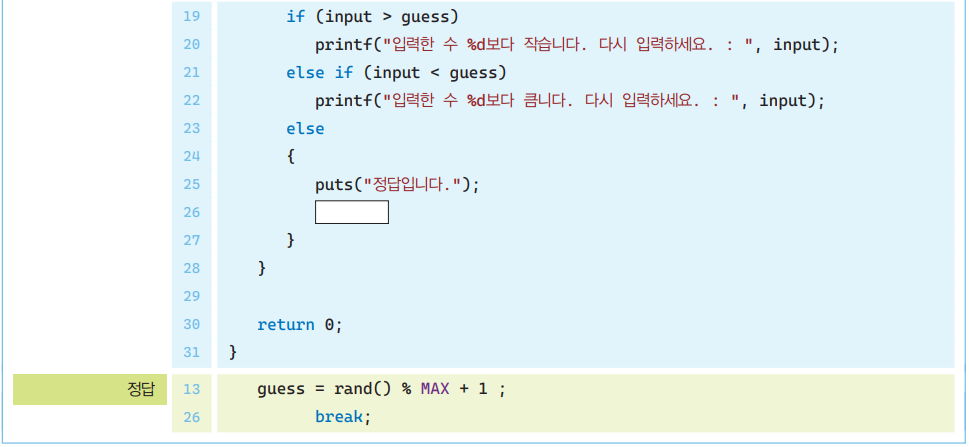 19 if (input > guess)
20 printf("입력한 수 %d보다 작습니다. 다시 입력하세요. : ", input);
21 else if (input < guess)
22 printf("입력한 수 %d보다 큽니다. 다시 입력하세요. : ", input);
23 else
24 {
25 puts("정답입니다.");
26
27 }
28 }
29
30 return 0;
31 }
정답 13 guess = rand() % MAX + 1 ;
26 break;